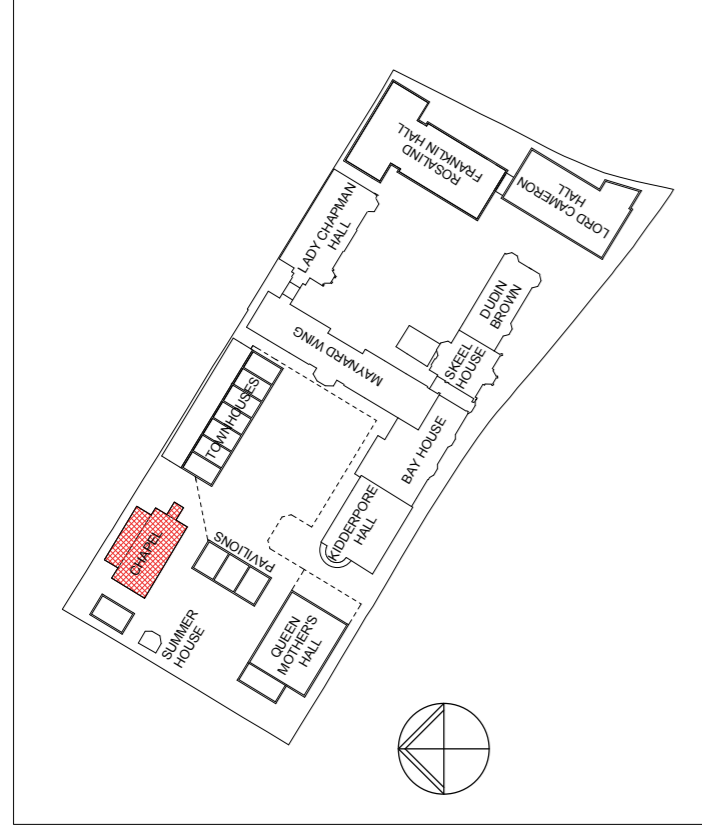 ROSALIND
FRANKLIN HALL
LORD CAMERON
HALL
LADY CHAPMAN
HALL
DUDIN
BROWN
MAYNARD WING
SKEEL
HOUSE
TOWNHOUSES
BAY HOUSE
KIDDERPORE
HALL
CHAPEL
PAVILIONS
SUMMER
HOUSE
QUEEN
MOTHER'S
HALL